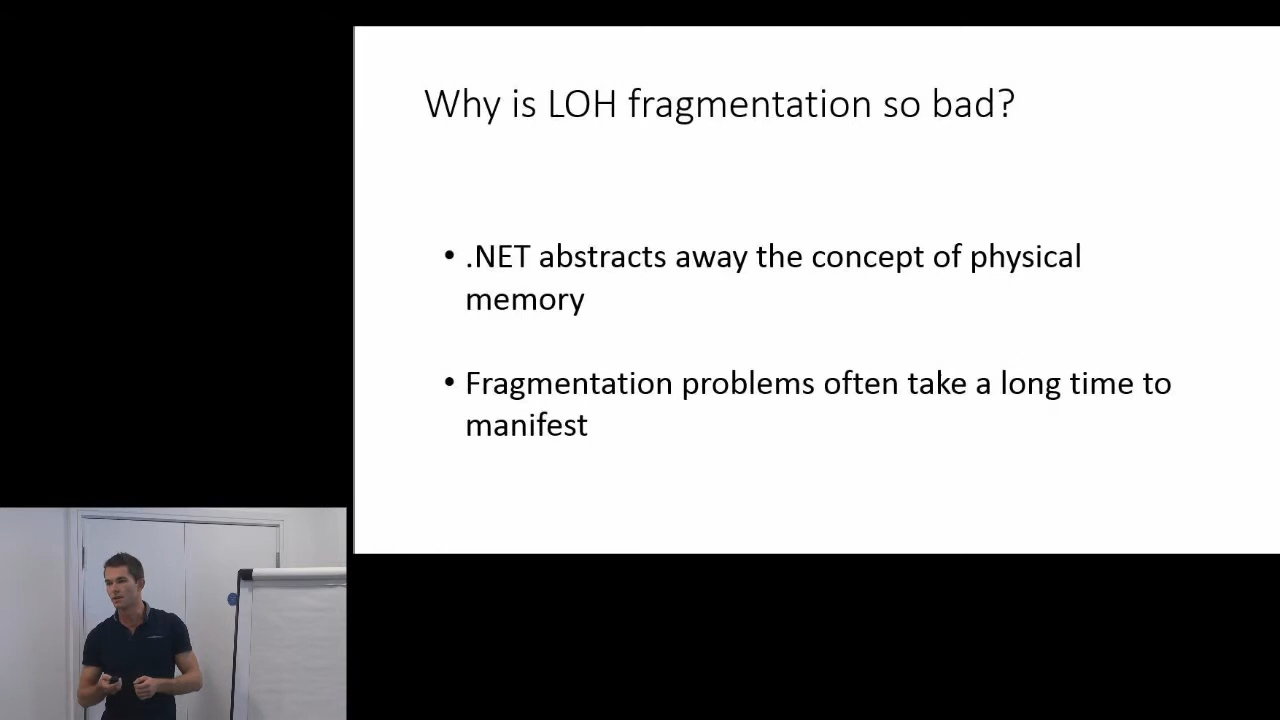 Why is LOH fragmentation so bad?
• .NET abstracts away the concept of physical
memory
• Fragmentation problems often take a long time to
manifest